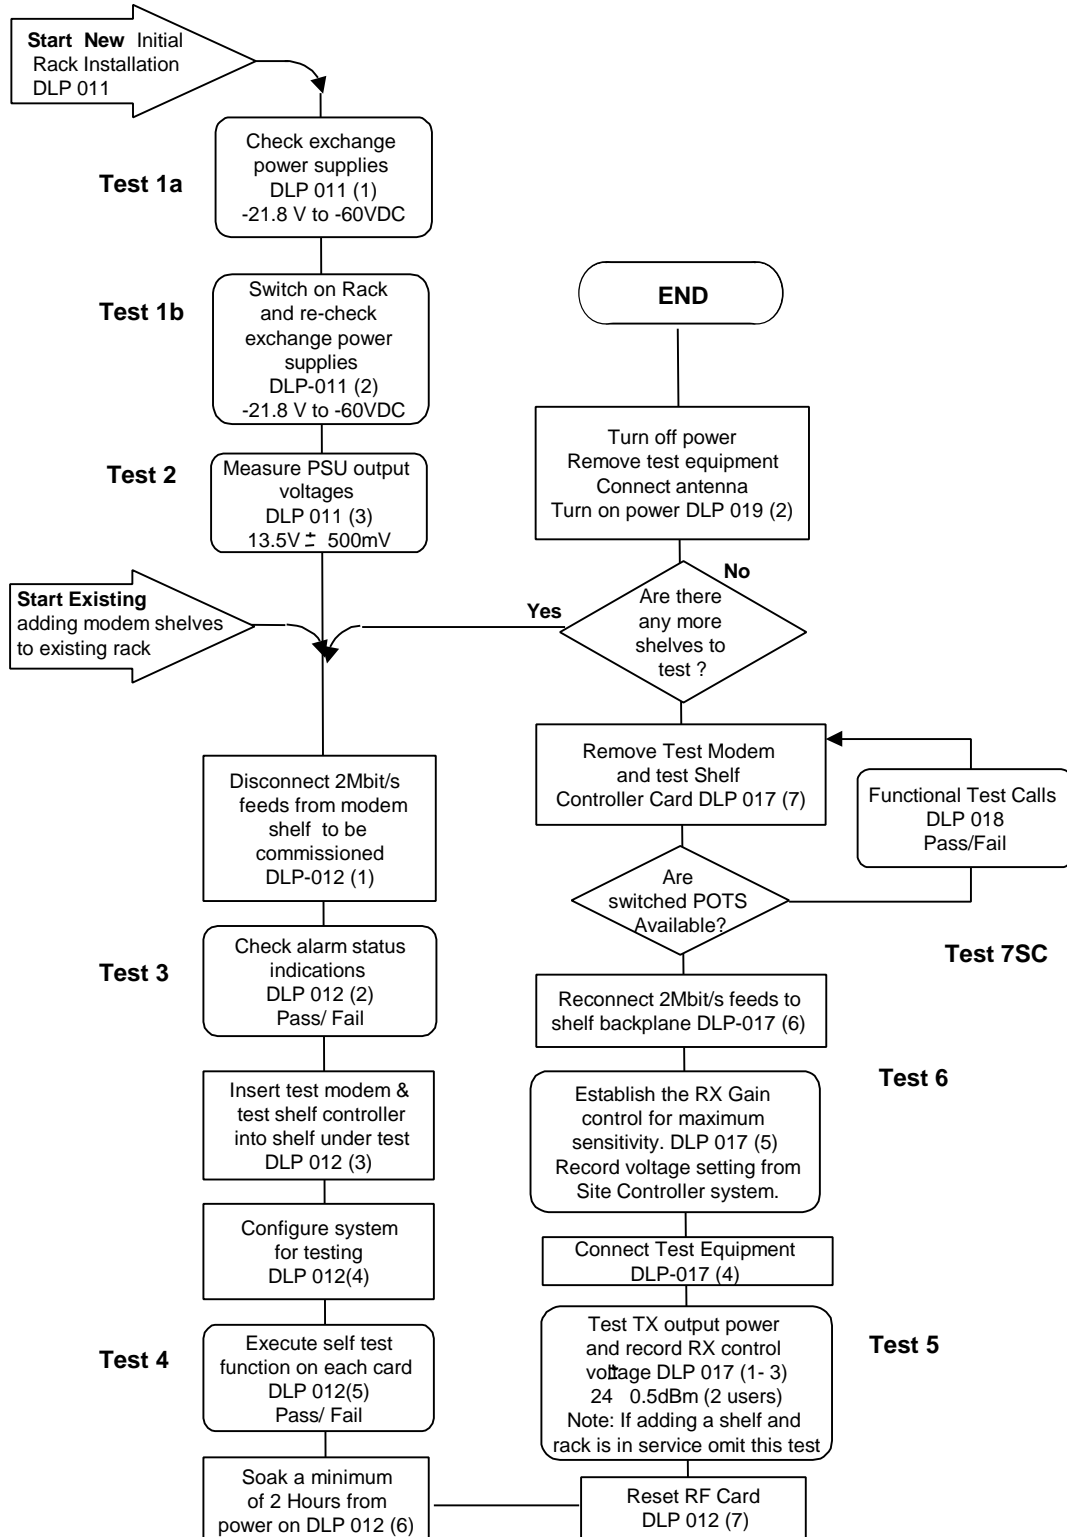 Start New Initial
Rack Installation
DLP 011
Check exchange
power supplies
DLP 011 (1)
-21.8 V to -60VDC
Test 1a
Switch on Rack
and re-check
exchange power
supplies
DLP-011 (2)
-21.8 V to -60VDC
Test 1b
Measure PSU output
voltages
DLP 011 (3)
13.5V ± 500mV
Test 2
Start Existing
adding modem shelves
to existing rack
Disconnect 2Mbit/s
feeds from modem
shelf to be
commissioned
DLP-012 (1)
Check alarm status
indications
DLP 012 (2)
Pass/ Fail
Test 3
Insert test modem &
test shelf controller
into shelf under test
DLP 012 (3)
Configure system
for testing
DLP 012(4)
Execute self test
function on each card
DLP 012(5)
Pass/ Fail
Test 4
Soak a minimum
of 2 Hours from
power on DLP 012 (6)
END
Turn off power
Remove test equipment
Connect antenna
Turn on power DLP 019 (2)
No
Yes
Are there
any more
shelves to
test ?
Remove Test Modem
and test Shelf
Controller Card DLP 017 (7)
Functional Test Calls
DLP 018
Pass/Fail
Are
switched POTS
Available?
Test 7SC
Reconnect 2Mbit/s feeds to
shelf backplane DLP-017 (6)
Test 6
Establish the RX Gain
control for maximum
sensitivity. DLP 017 (5)
Record voltage setting from
Site Controller system.
Connect Test Equipment
DLP-017 (4)
Test TX output power
and record RX control
voltage DLP 017 (1- 3)
24 ± 0.5dBm (2 users)
Note: If adding a shelf and
rack is in service omit this test
Test 5
Reset RF Card
DLP 012 (7)